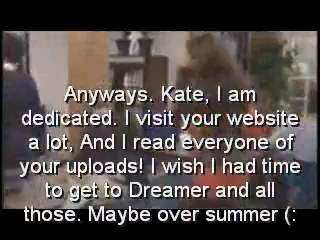 Anyways. Kate, I am
dedicated. I visit your website
a lot, And I read everyone of
your uploads! I wish I had time
to get to Dreamer and all
those. Maybe over summer (: